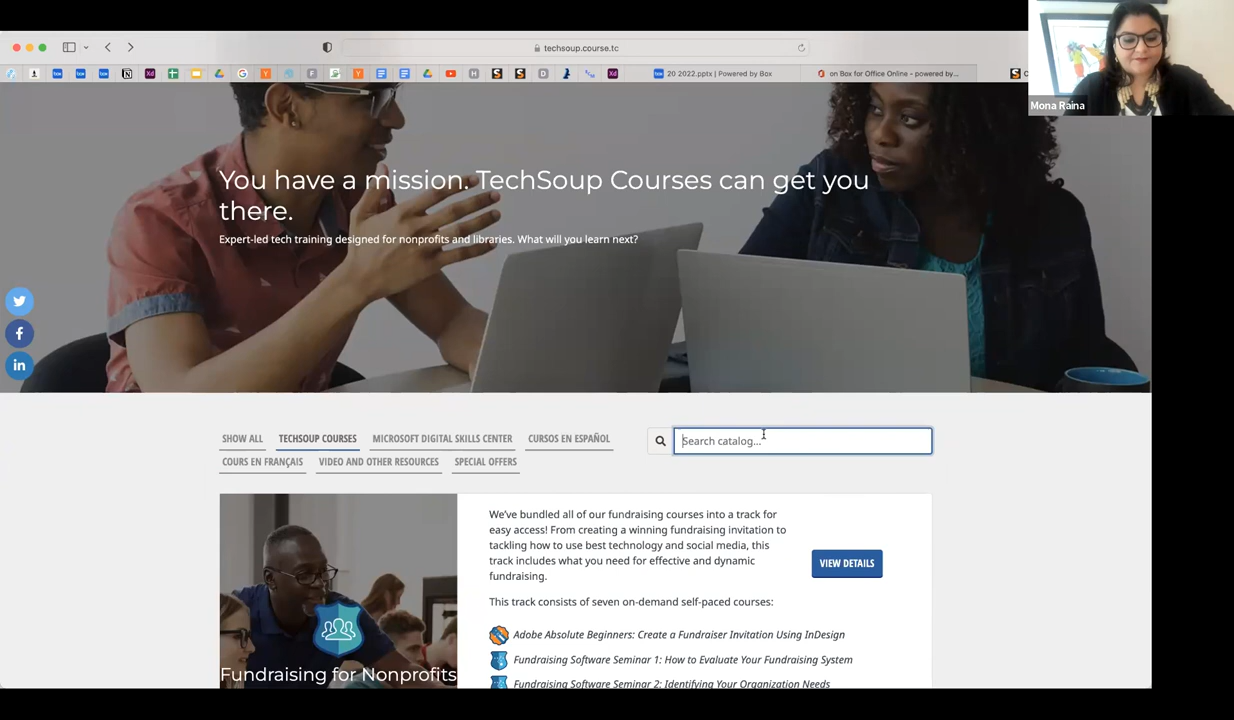 techsoup.course.tc
20 2022.pptx | Powered by Box
on Box for Office Online - powered by...
Mona Raina
You have a mission. TechSoup Courses can get you
there.
Expert-led tech training designed for nonprofits and libraries. What will you learn next?
SHOW ALL
TECHSOUP COURSES
MICROSOFT DIGITAL SKILLS CENTER
CURSOS EN ESPAÑOL
COURS EN FRANÇAIS
VIDEO AND OTHER RESOURCES
SPECIAL OFFERS
Search catalog...
We've bundled all of our fundraising courses into a track for
easy access! From creating a winning fundraising invitation to
tackling how to use best technology and social media, this
track includes what you need for effective and dynamic
fundraising.
VIEW DETAILS
This track consists of seven on-demand self-paced courses:
Adobe Absolute Beginners: Create a Fundraiser Invitation Using InDesign
Fundraising Software Seminar 1: How to Evaluate Your Fundraising System
Fundraising Software Seminar 2: Identifying Your Organization Needs
Fundraising for Nonprofits